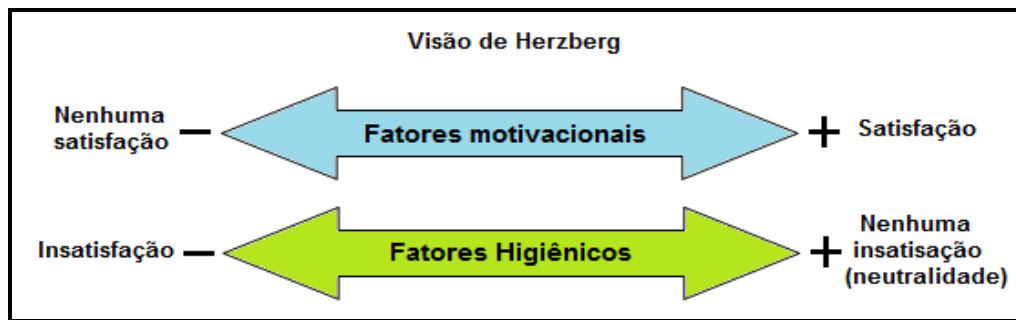 Visão de Herzberg
Nenhuma
satisfação
Fatores motivacionais
Satisfação
Insatisfação
Fatores Higiênicos
Nenhuma
insatisação
(neutralidade)